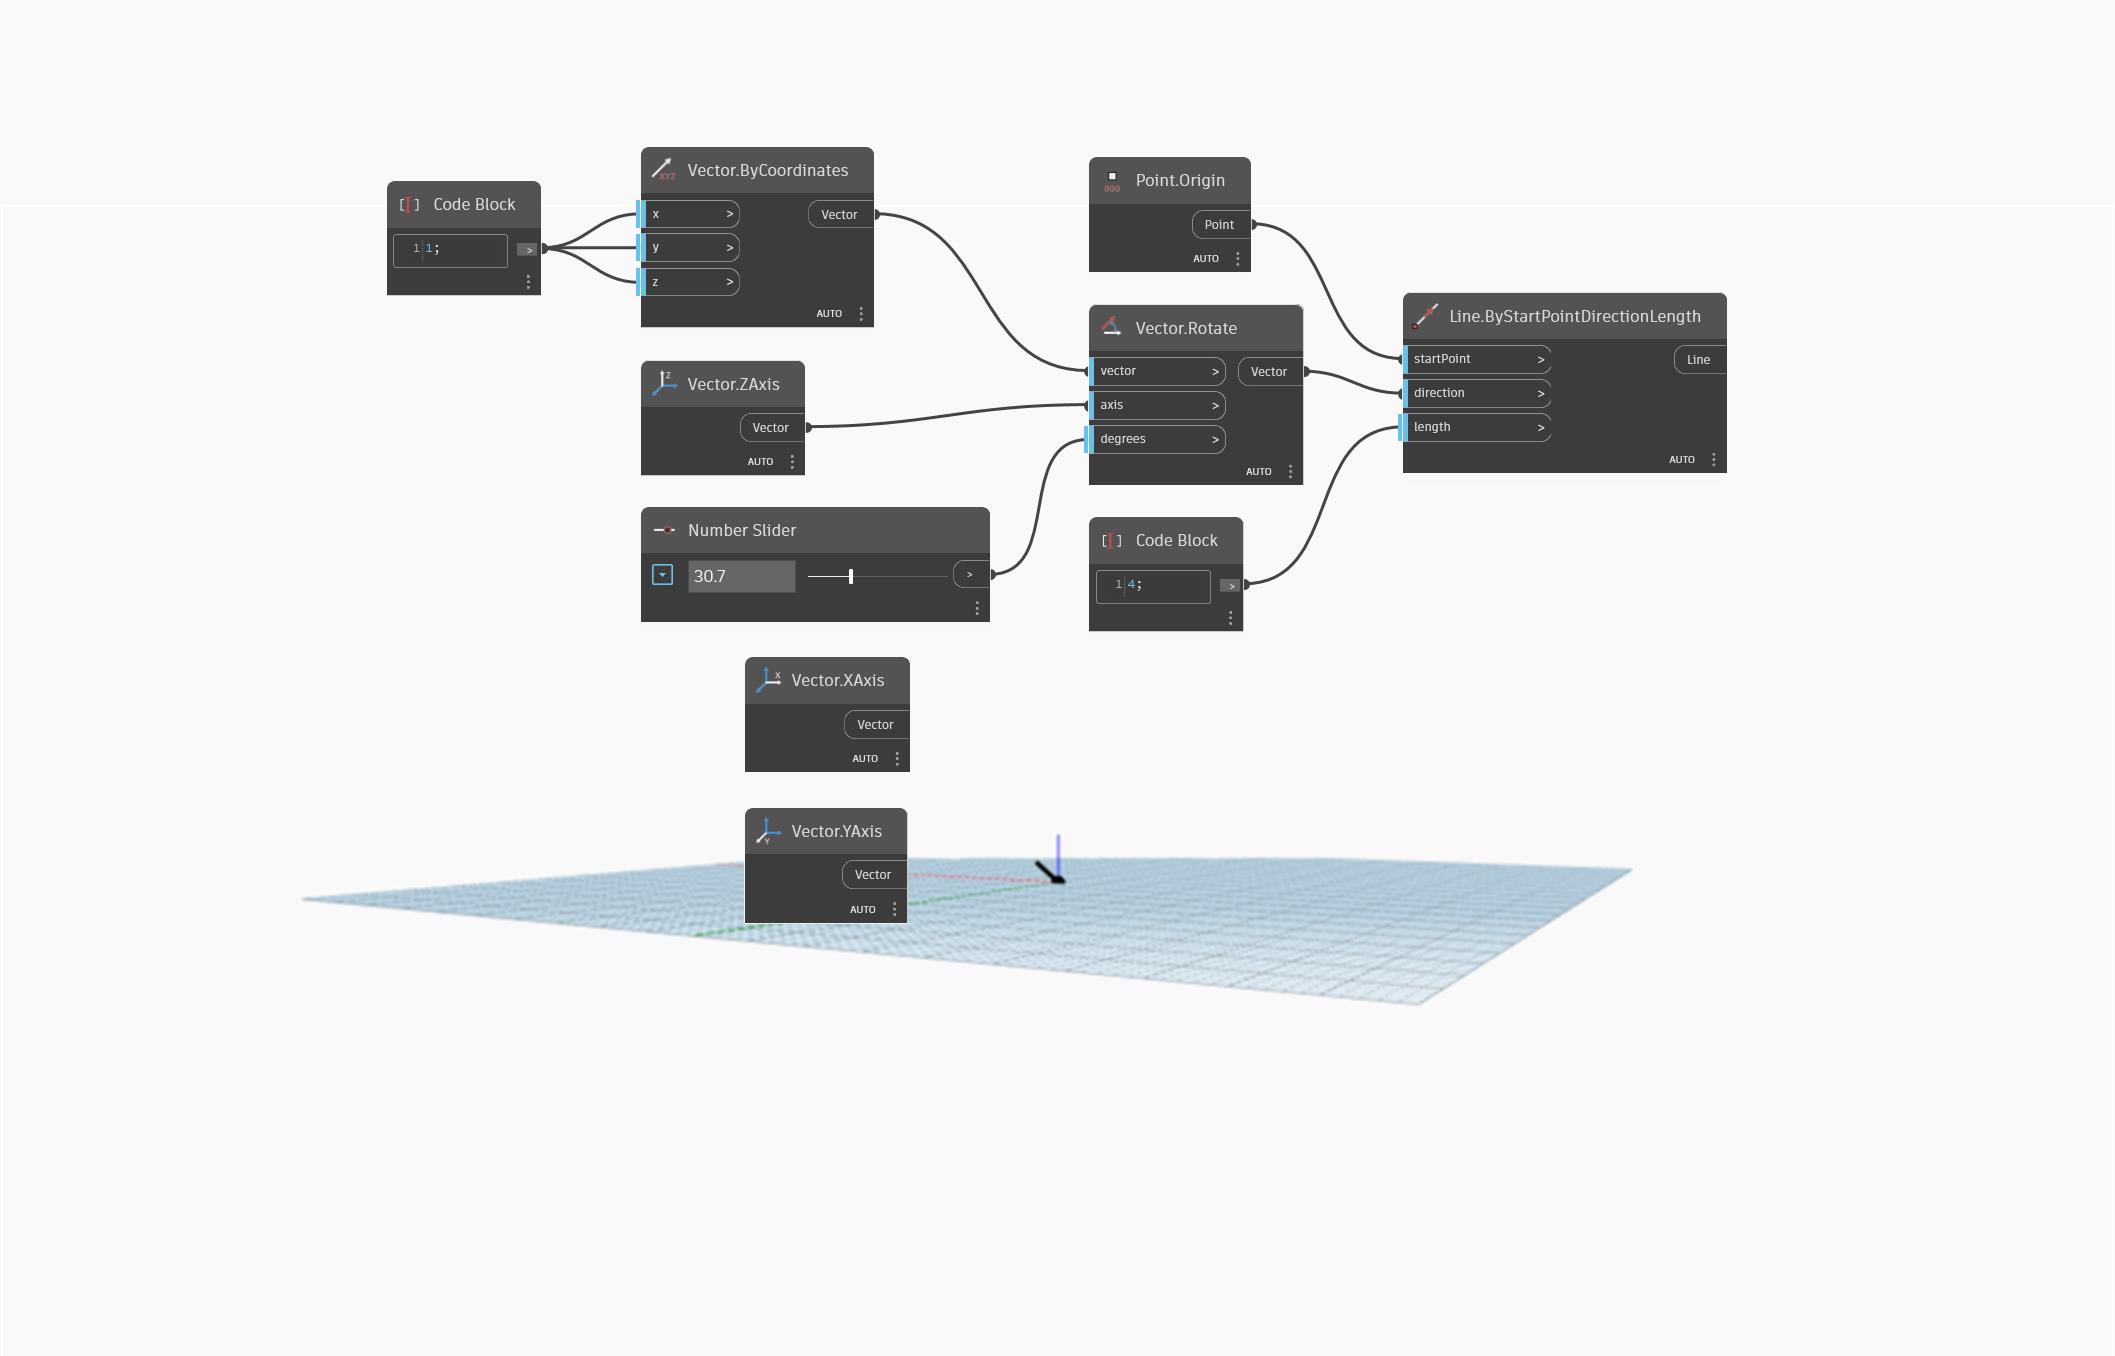 Code Block
1 1;
>
Vector.ByCoordinates
XYZ
x >
y >
z >
Vector
AUTO
Point.Origin
000
Point
AUTO
Vector.ZAxis
Z
Vector
AUTO
Vector.Rotate
vector >
axis >
degrees >
Vector
AUTO
Line.ByStartPointDirectionLength
startPoint >
direction >
length >
Line
AUTO
Number Slider
30.7
>
Code Block
1 4;
>
Vector.XAxis
X
Vector
AUTO
Vector.YAxis
Y
Vector
AUTO